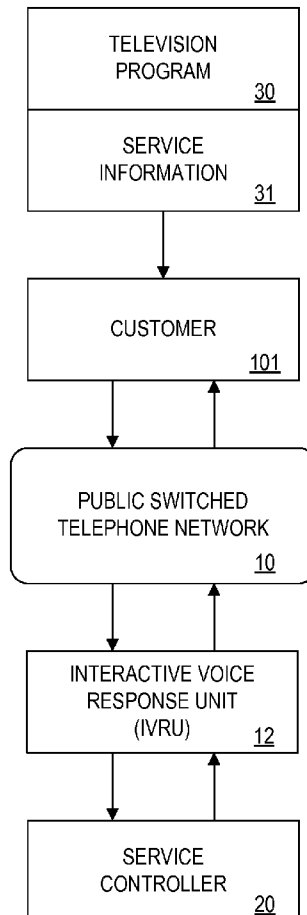 TELEVISION
PROGRAM
30
SERVICE
INFORMATION
31
CUSTOMER
101
PUBLIC SWITCHED
TELEPHONE NETWORK
10
INTERACTIVE VOICE
RESPONSE UNIT
(IVRU)
12
SERVICE
CONTROLLER
20